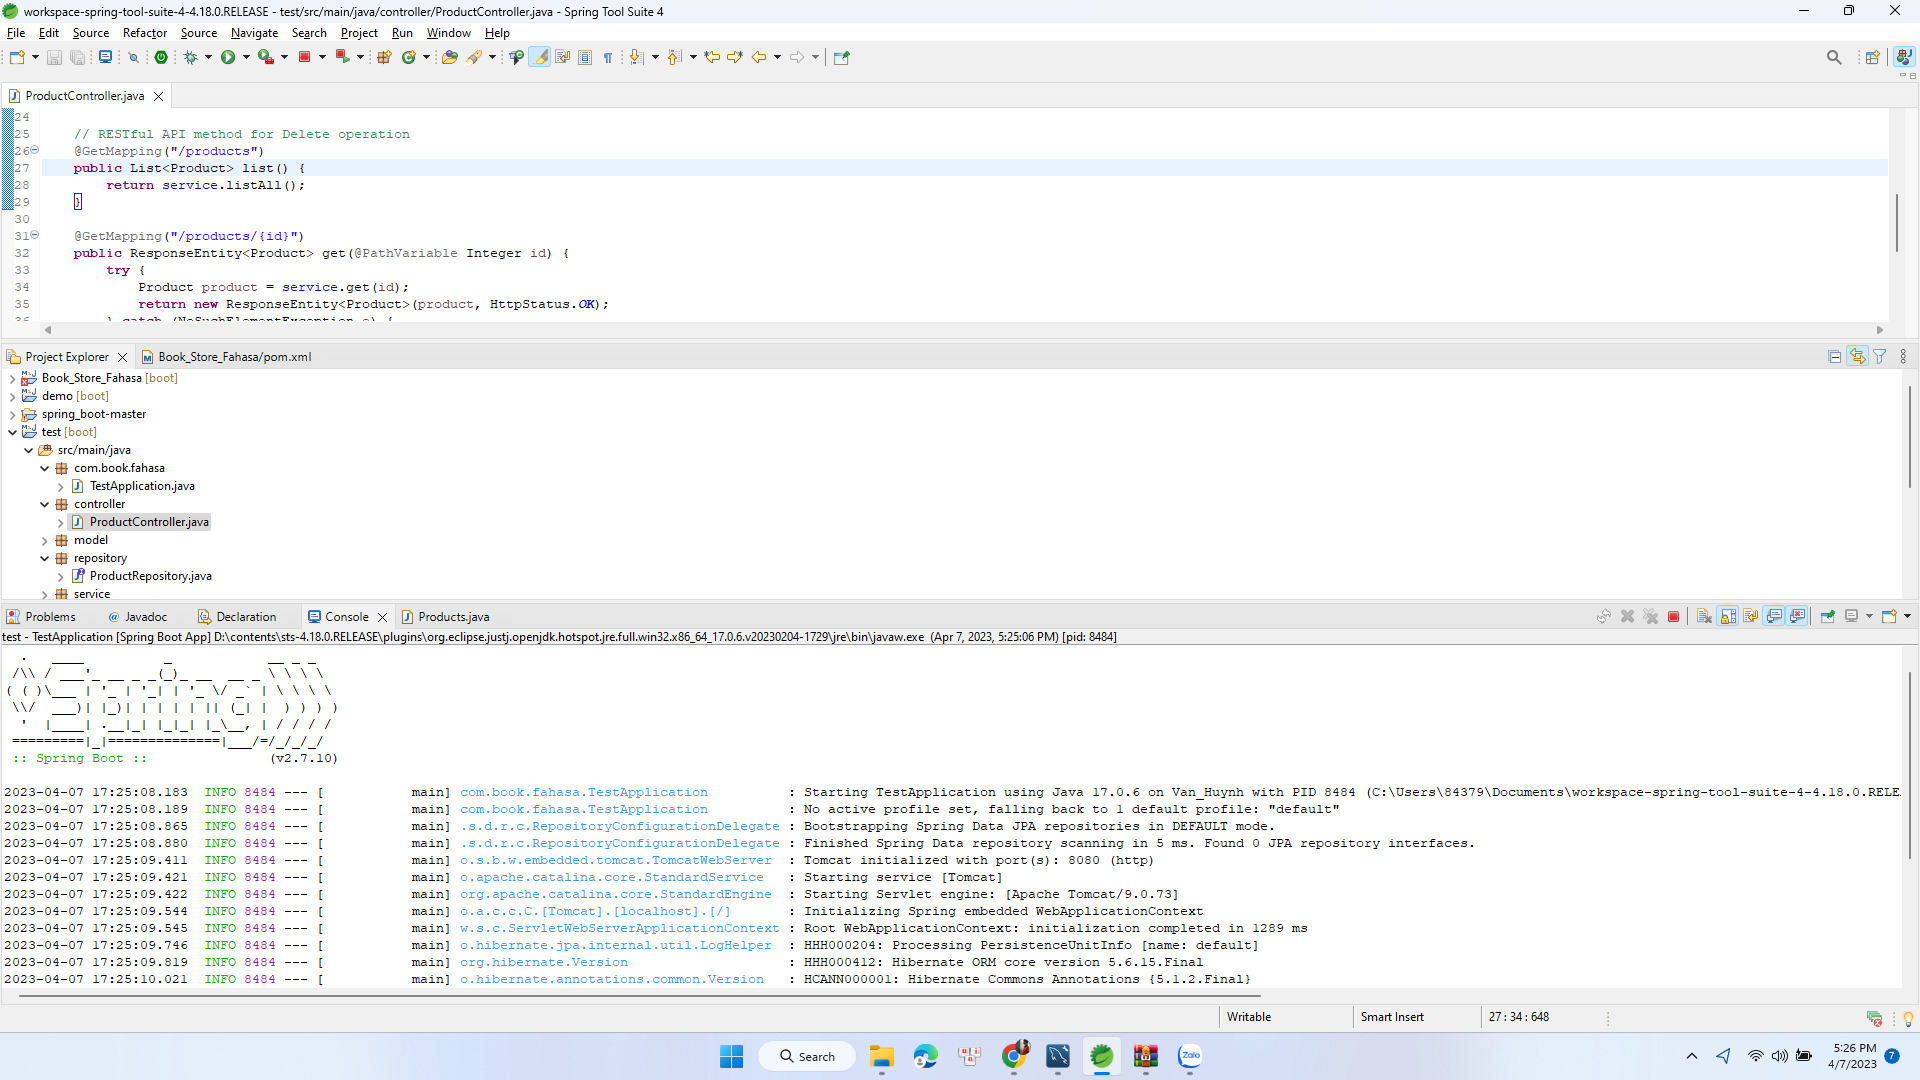 workspace-spring-tool-suite-4-4.18.0.RELEASE - test/src/main/java/controller/ProductController.java - Spring Tool Suite 4
File Edit Source Refactor Source Navigate Search Project Run Window Help
ProductController.java
24
25 // RESTful API method for Delete operation
26 @GetMapping("/products")
27 public List<Product> list() {
28 return service.listAll();
29 }
30
31 @GetMapping("/products/{id}")
32 public ResponseEntity<Product> get(@PathVariable Integer id) {
33 try {
34 Product product = service.get(id);
35 return new ResponseEntity<Product>(product, HttpStatus.OK);
36 } catch (NoSuchElementException e) {
Project Explorer Book_Store_Fahasa/pom.xml
Book_Store_Fahasa [boot]
demo [boot]
spring_boot-master
test [boot]
src/main/java
com.book.fahasa
TestApplication.java
controller
ProductController.java
model
repository
ProductRepository.java
service
Problems @ Javadoc Declaration Console Products.java
test - TestApplication [Spring Boot App] D:\contents\sts-4.18.0.RELEASE\plugins\org.eclipse.justj.openjdk.hotspot.jre.full.win32.x86_64_17.0.6.v20230204-1729\jre\bin\javaw.exe (Apr 7, 2023, 5:25:06 PM) [pid: 8484]
:: Spring Boot :: (v2.7.10)
2023-04-07 17:25:08.183 INFO 8484 --- [ main] com.book.fahasa.TestApplication : Starting TestApplication using Java 17.0.6 on Van_Huynh with PID 8484 (C:\Users\84379\Documents\workspace-spring-tool-suite-4-4.18.0.RELE
2023-04-07 17:25:08.189 INFO 8484 --- [ main] com.book.fahasa.TestApplication : No active profile set, falling back to 1 default profile: "default"
2023-04-07 17:25:08.865 INFO 8484 --- [ main] .s.d.r.c.RepositoryConfigurationDelegate : Bootstrapping Spring Data JPA repositories in DEFAULT mode.
2023-04-07 17:25:08.880 INFO 8484 --- [ main] .s.d.r.c.RepositoryConfigurationDelegate : Finished Spring Data repository scanning in 5 ms. Found 0 JPA repository interfaces.
2023-04-07 17:25:09.411 INFO 8484 --- [ main] o.s.b.w.embedded.tomcat.TomcatWebServer : Tomcat initialized with port(s): 8080 (http)
2023-04-07 17:25:09.421 INFO 8484 --- [ main] o.apache.catalina.core.StandardService : Starting service [Tomcat]
2023-04-07 17:25:09.422 INFO 8484 --- [ main] org.apache.catalina.core.StandardEngine : Starting Servlet engine: [Apache Tomcat/9.0.73]
2023-04-07 17:25:09.544 INFO 8484 --- [ main] o.a.c.c.C.[Tomcat].[localhost].[/] : Initializing Spring embedded WebApplicationContext
2023-04-07 17:25:09.545 INFO 8484 --- [ main] w.s.c.ServletWebServerApplicationContext : Root WebApplicationContext: initialization completed in 1289 ms
2023-04-07 17:25:09.746 INFO 8484 --- [ main] o.hibernate.jpa.internal.util.LogHelper : HHH000204: Processing PersistenceUnitInfo [name: default]
2023-04-07 17:25:09.819 INFO 8484 --- [ main] org.hibernate.Version : HHH000412: Hibernate ORM core version 5.6.15.Final
2023-04-07 17:25:10.021 INFO 8484 --- [ main] o.hibernate.annotations.common.Version : HCANN000001: Hibernate Commons Annotations {5.1.2.Final}
Writable Smart Insert 27 : 34 : 648
Search
Zalo
5:26 PM
4/7/2023
7